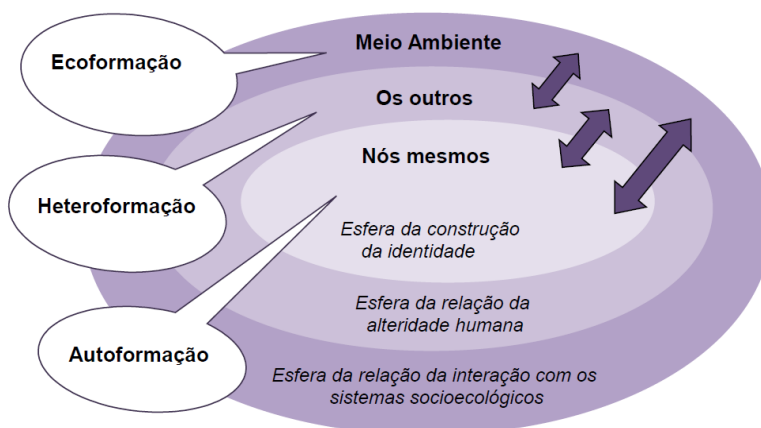 Meio Ambiente
Ecoformação
Os outros
Nós mesmos
Heteroformação
Esfera da construção
da identidade
Esfera da relação da
alteridade humana
Autoformação
Esfera da relação da interação com os
sistemas socioecológicos